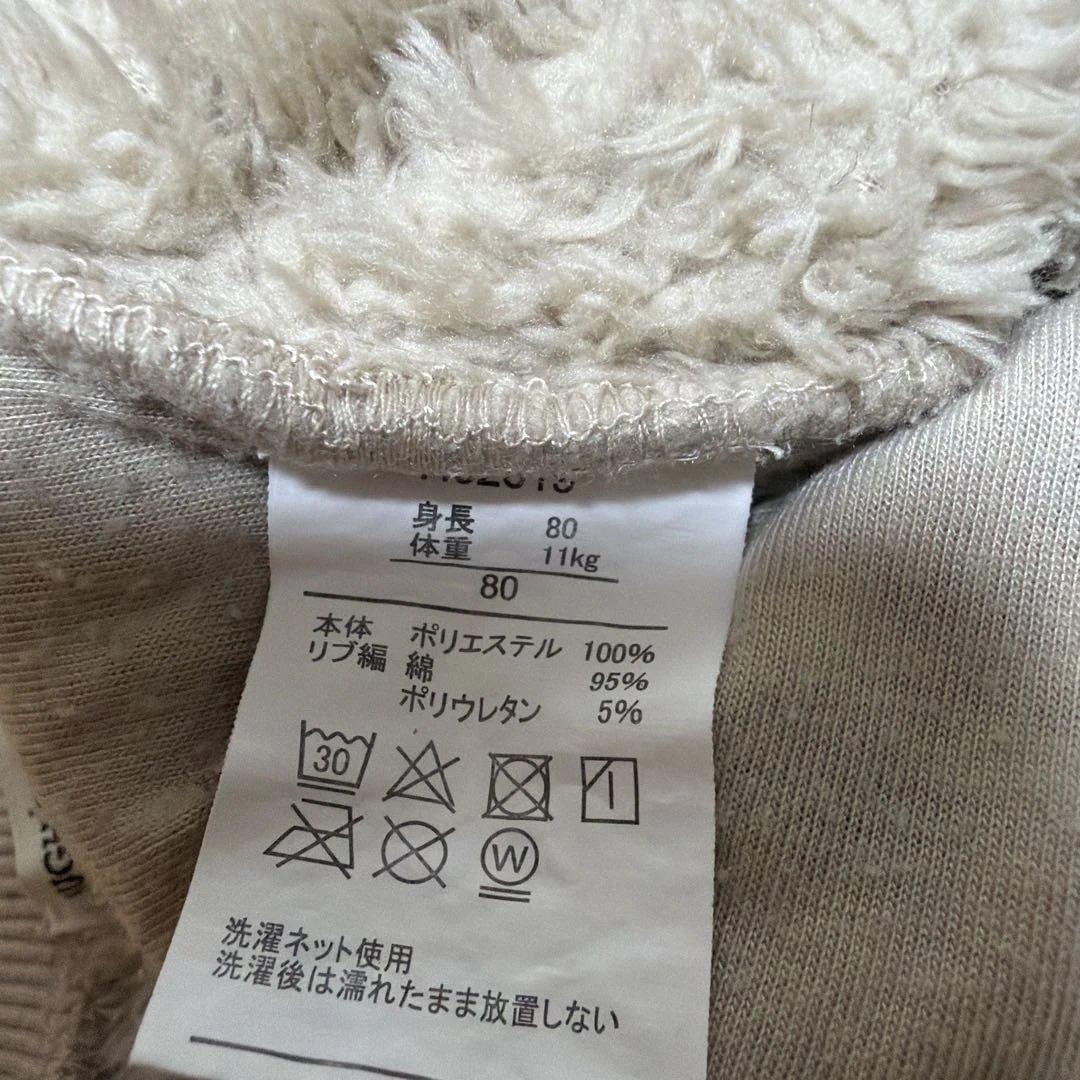 身長 80
体重 11kg
80
本体 ポリエステル 100%
リブ編 綿 95%
ポリウレタン 5%
30
W
洗濯ネット使用
洗濯後は濡れたまま放置しない